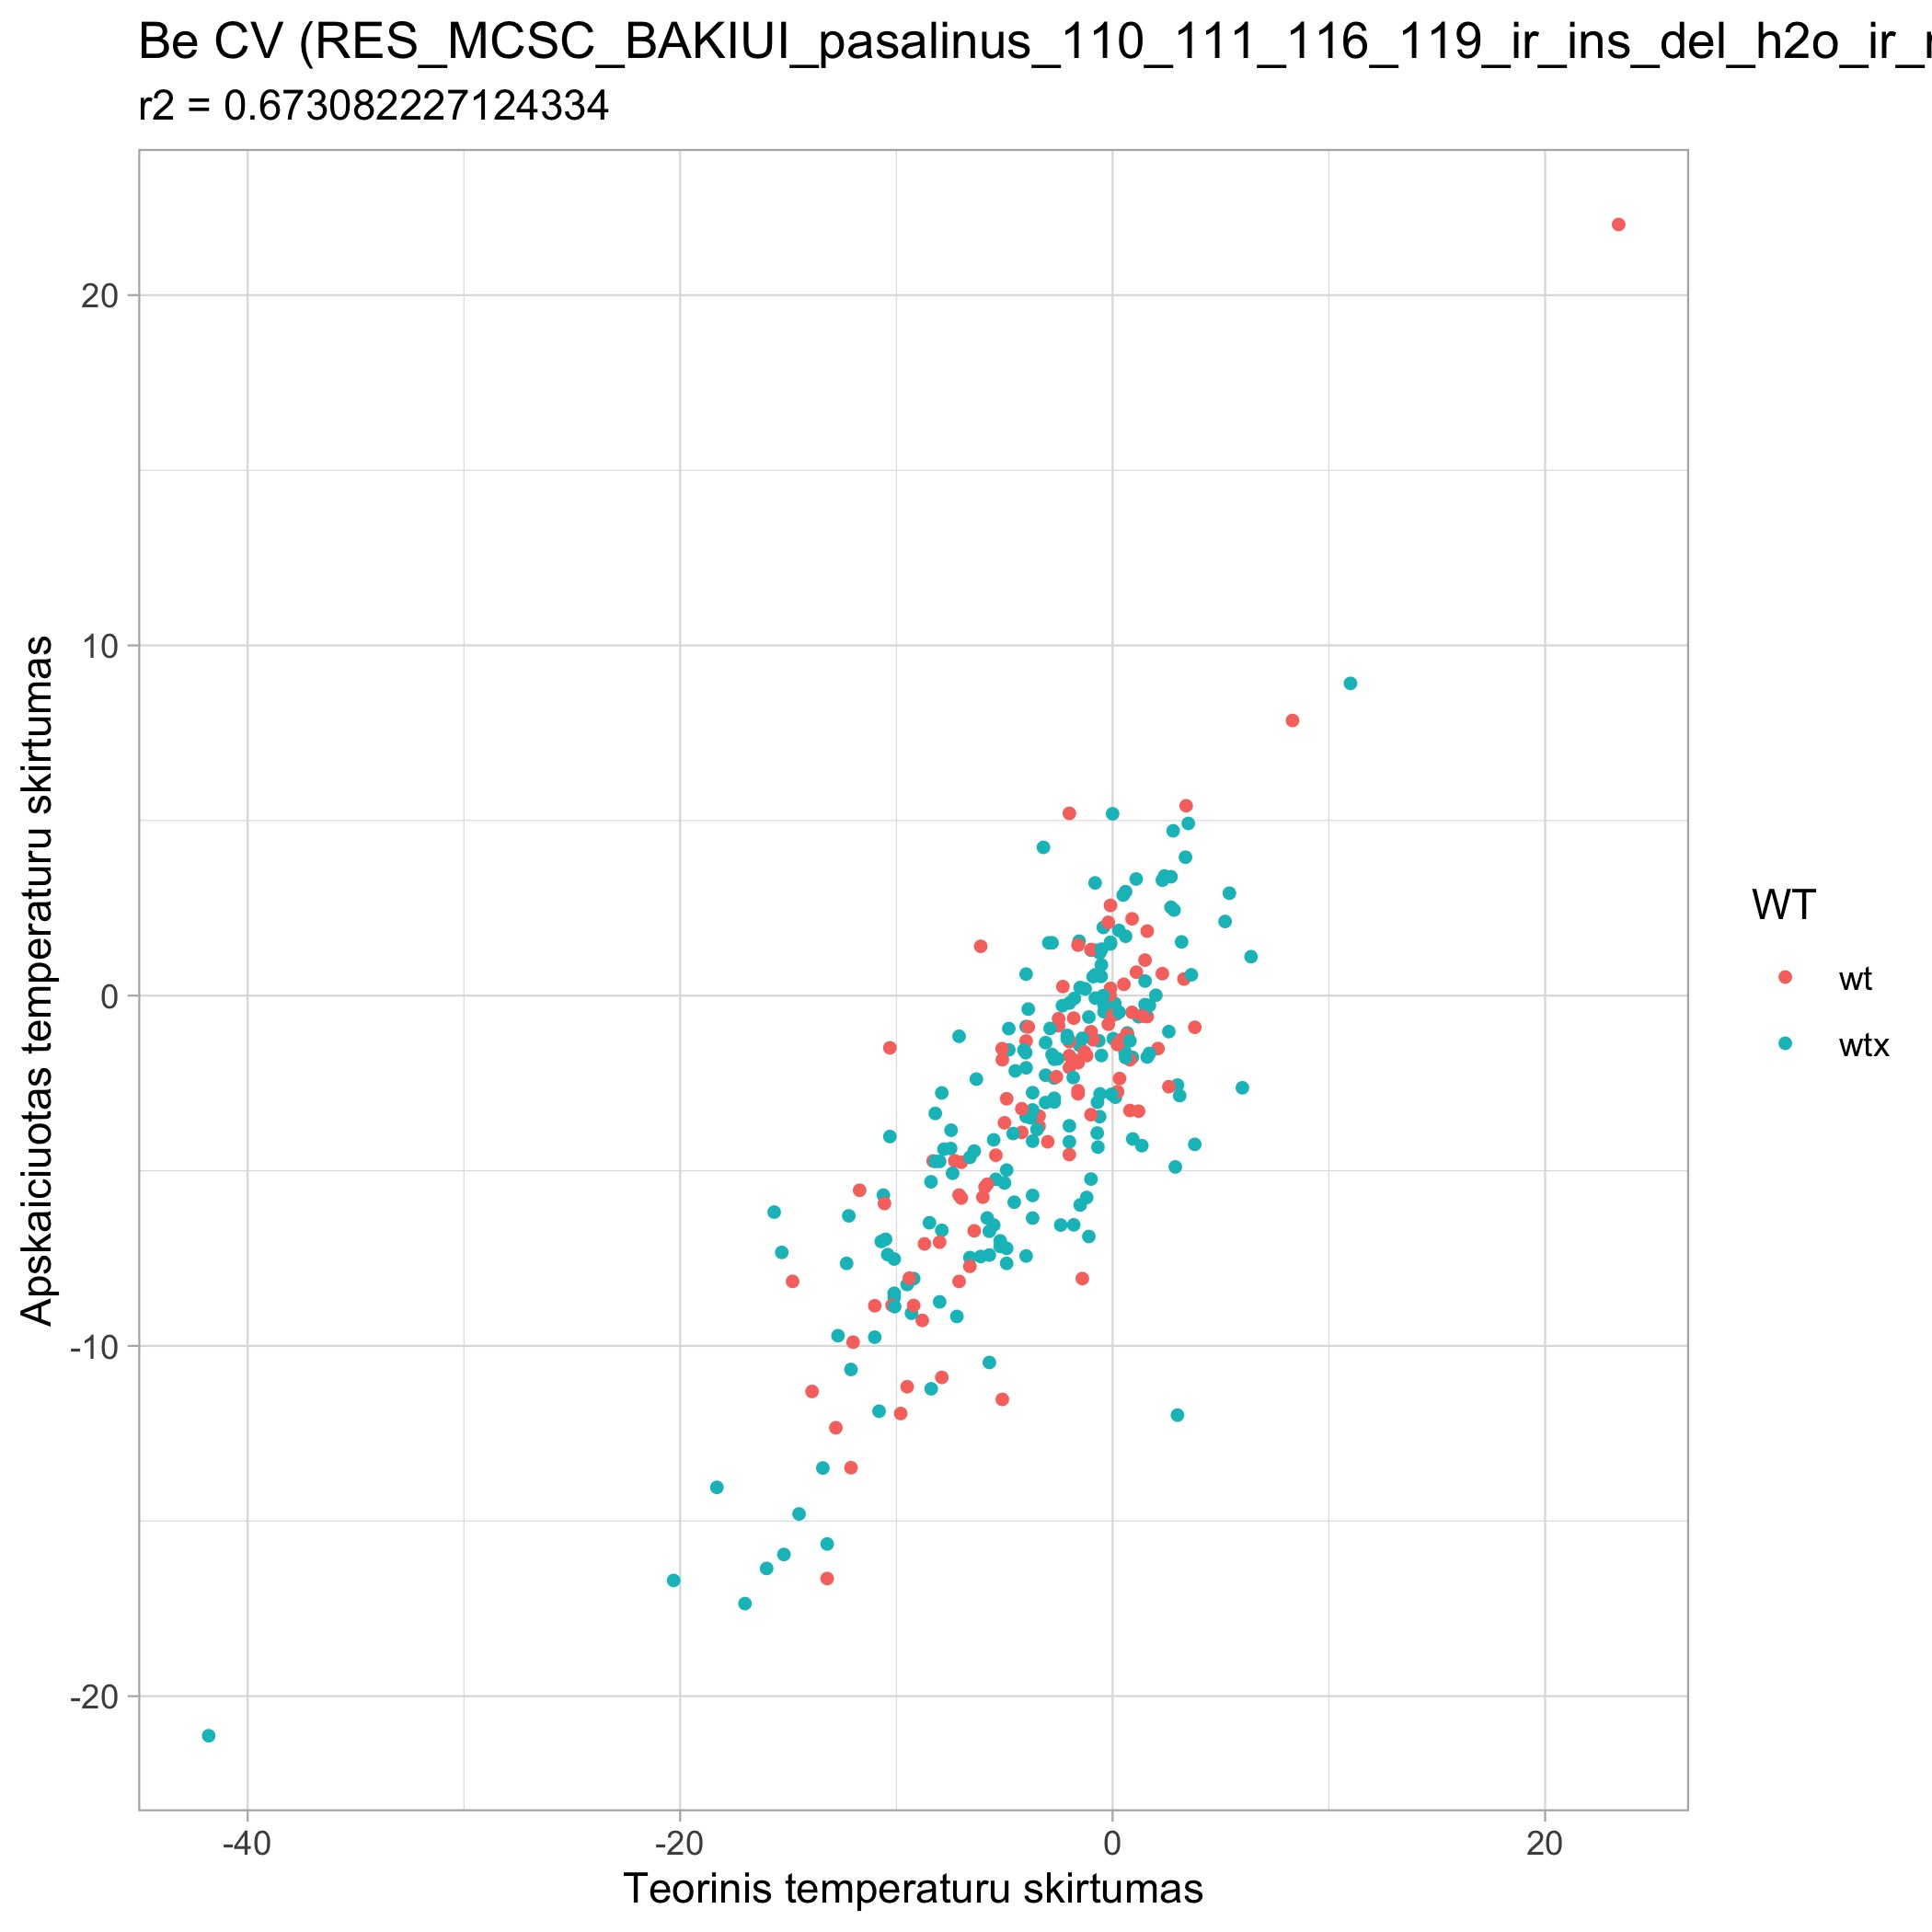 Be CV (RES_MCSC_BAKIUI_pasalinus_110_111_116_119_ir_ins_del_h2o_ir_
r2 = 0.673082227124334
20
10
0
-10
-20
Apskaiciuotas temperaturu skirtumas
-40
-20
0
20
Teorinis temperaturu skirtumas
WT
wt
wtx